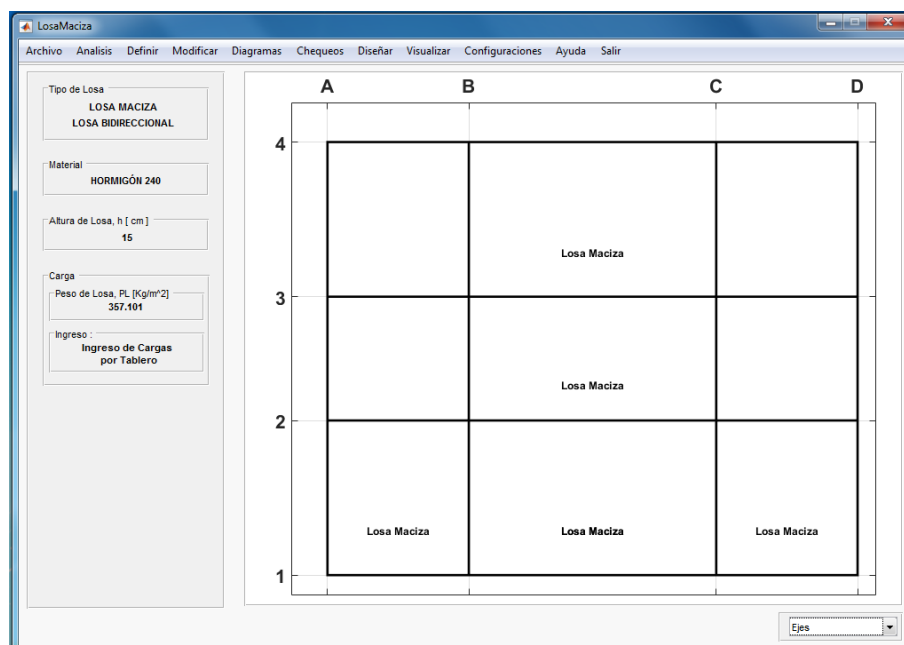 LosaMaciza
Archivo Analisis Definir Modificar Diagramas Chequeos Diseñar Visualizar Configuraciones Ayuda Salir
Tipo de Losa
LOSA MACIZA
LOSA BIDIRECCIONAL
Material
HORMIGÓN 240
Altura de Losa, h [ cm ]
15
Carga
Peso de Losa, PL [Kg/m^2]
357.101
Ingreso :
Ingreso de Cargas
por Tablero
A B C D
4
Losa Maciza
3
Losa Maciza
2
Losa Maciza Losa Maciza Losa Maciza
1
Ejes